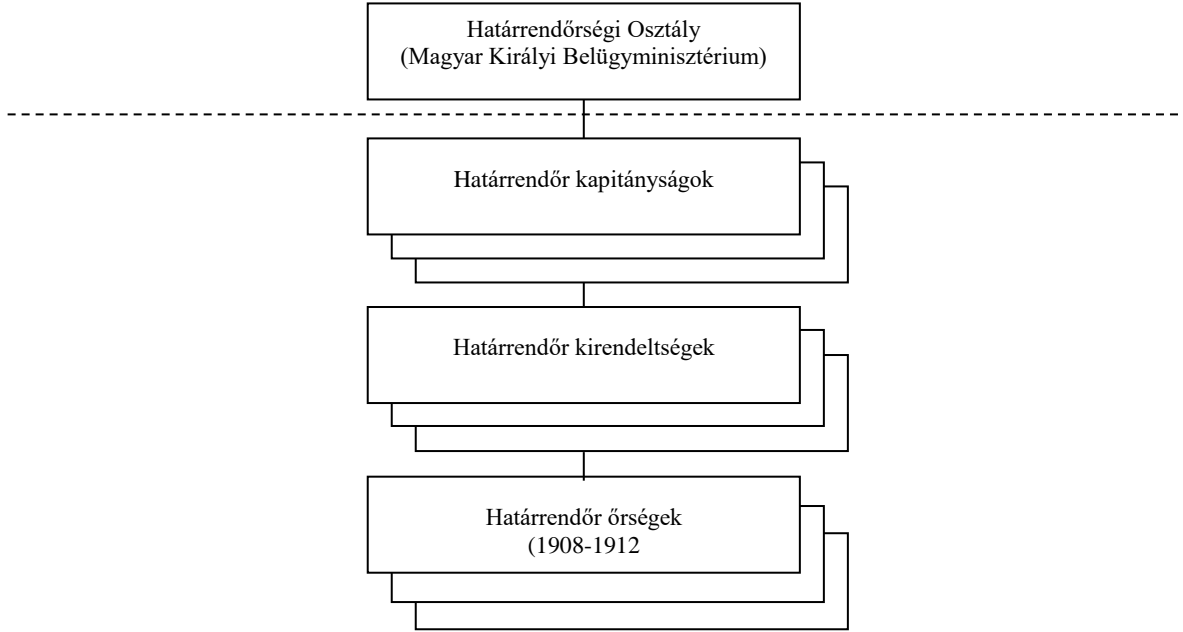 Határrendőrségi Osztály
(Magyar Királyi Belügyminisztérium)
Határrendőr kapitányságok
Határrendőr kirendeltségek
Határrendőr őrségek
(1908-1912